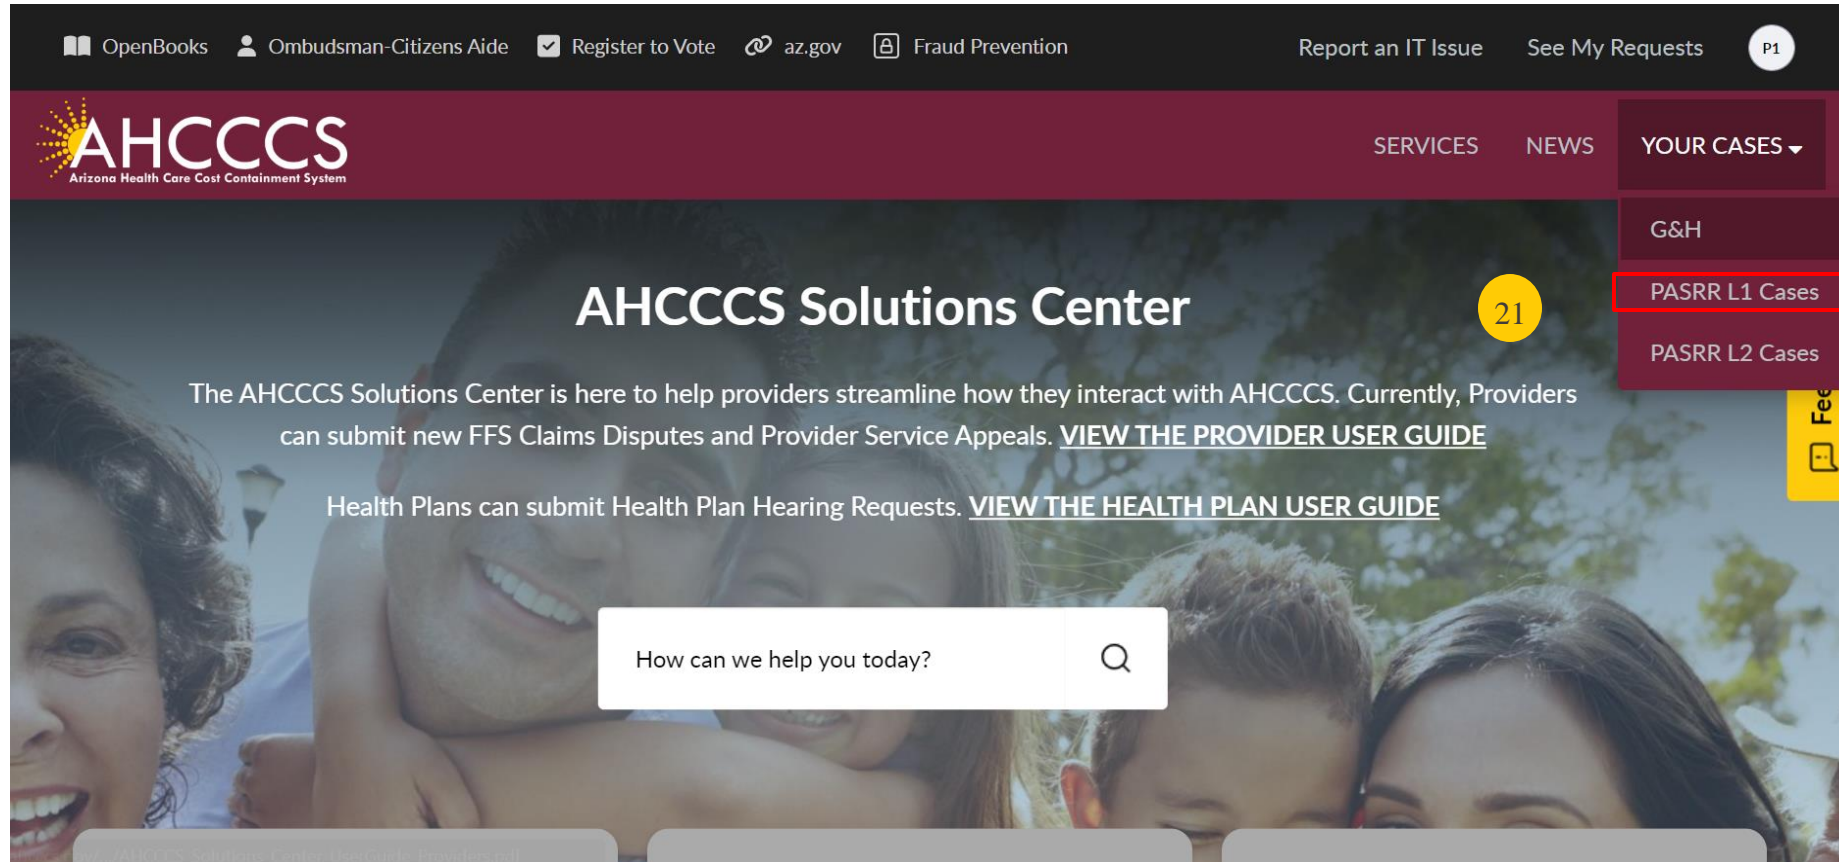 OpenBooks Ombudsman-Citizens Aide Register to Vote az.gov Fraud Prevention Report an IT Issue See My Requests P1
AHCCCS
Arizona Health Care Cost Containment System
SERVICES NEWS YOUR CASES
G&H
PASRR L1 Cases
PASRR L2 Cases
21
AHCCCS Solutions Center
The AHCCCS Solutions Center is here to help providers streamline how they interact with AHCCCS. Currently, Providers
can submit new FFS Claims Disputes and Provider Service Appeals. VIEW THE PROVIDER USER GUIDE
Health Plans can submit Health Plan Hearing Requests. VIEW THE HEALTH PLAN USER GUIDE
Fee
How can we help you today?